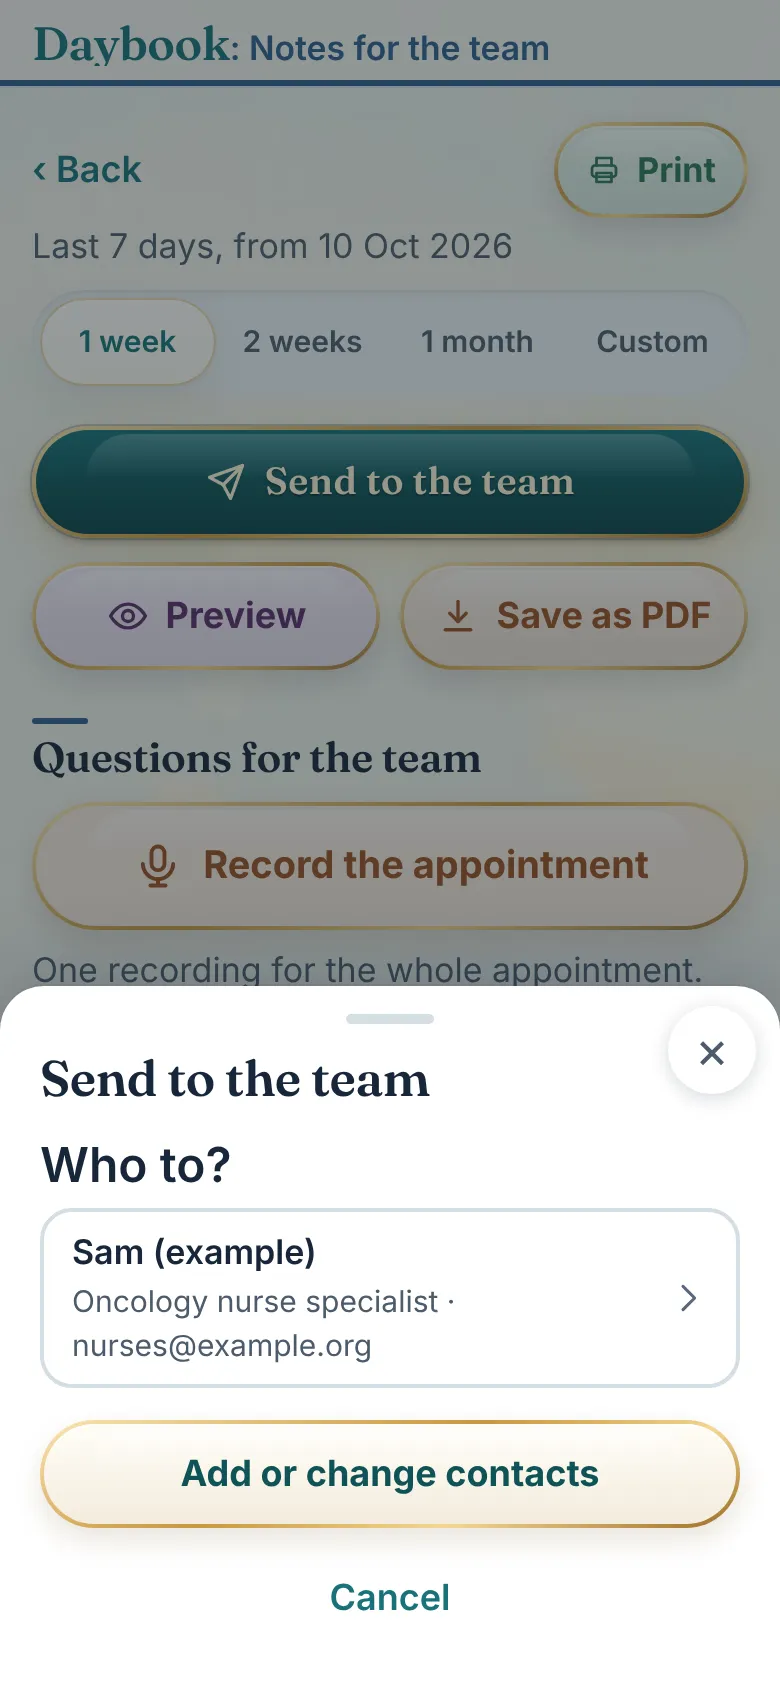 Daybook: Notes for the team
‹ Back
Print
Last 7 days, from 10 Oct 2026
1 week 2 weeks 1 month Custom
Send to the team
Preview
Save as PDF
Questions for the team
Record the appointment
One recording for the whole appointment.
Send to the team
Who to?
Sam (example)
Oncology nurse specialist ·
nurses@example.org
Add or change contacts
Cancel